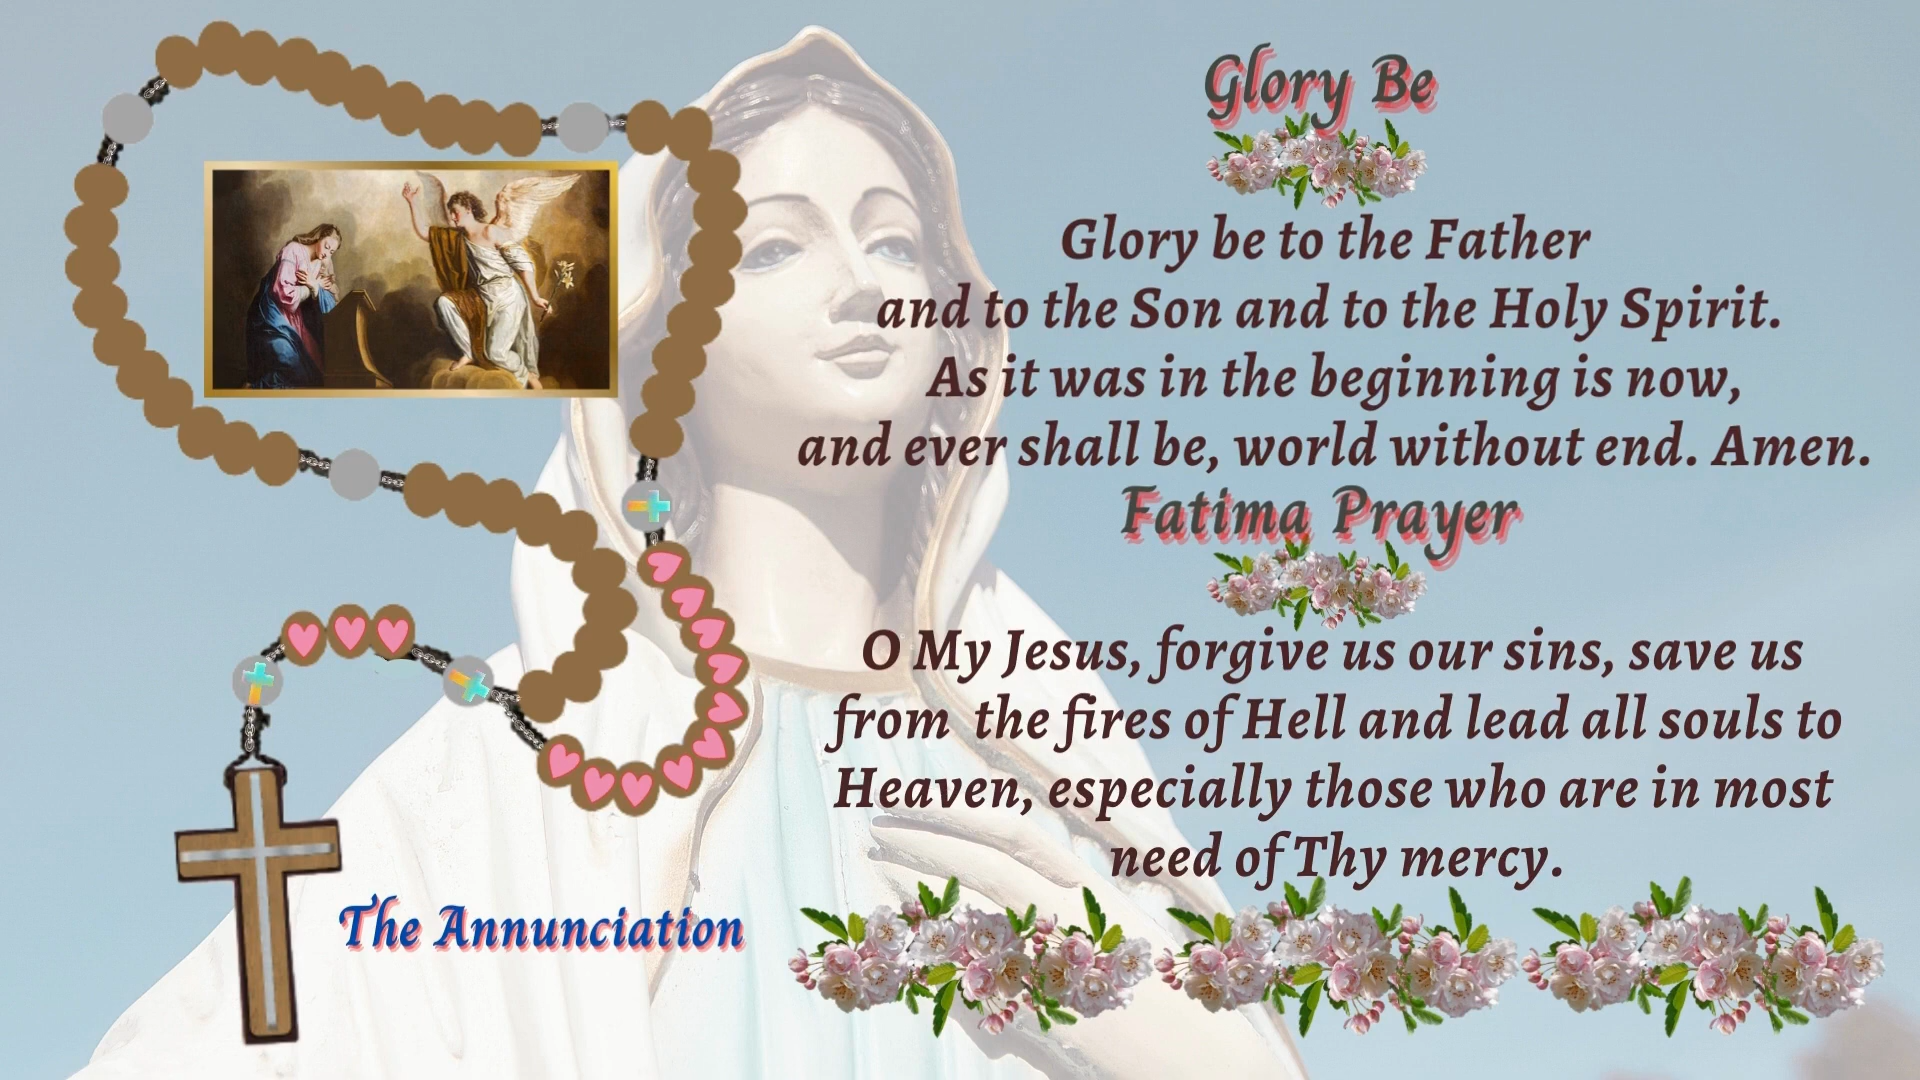 Glory Be
Glory be to the Father
and to the Son and to the Holy Spirit.
As it was in the beginning is now,
and ever shall be, world without end. Amen.
Fatima Prayer
O My Jesus, forgive us our sins, save us
from the fires of Hell and lead all souls to
Heaven, especially those who are in most
need of Thy mercy.
The Annunciation